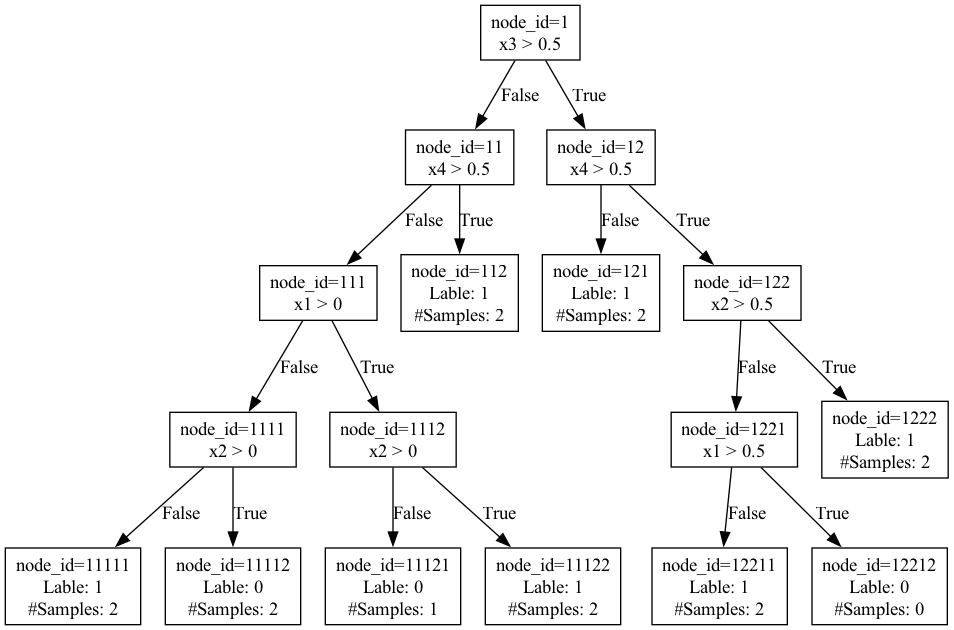 node_id=1
x3 > 0.5
False
True
node_id=11
x4 > 0.5
node_id=12
x4 > 0.5
False
True
False
True
node_id=111
x1 > 0
node_id=112
Lable: 1
#Samples: 2
node_id=121
Lable: 1
#Samples: 2
node_id=122
x2 > 0.5
False
True
False
True
node_id=1111
x2 > 0
node_id=1112
x2 > 0
node_id=1221
x1 > 0.5
node_id=1222
Lable: 1
#Samples: 2
False
True
False
True
False
True
node_id=11111
Lable: 1
#Samples: 2
node_id=11112
Lable: 0
#Samples: 2
node_id=11121
Lable: 0
#Samples: 1
node_id=11122
Lable: 1
#Samples: 2
node_id=12211
Lable: 1
#Samples: 2
node_id=12212
Lable: 0
#Samples: 0